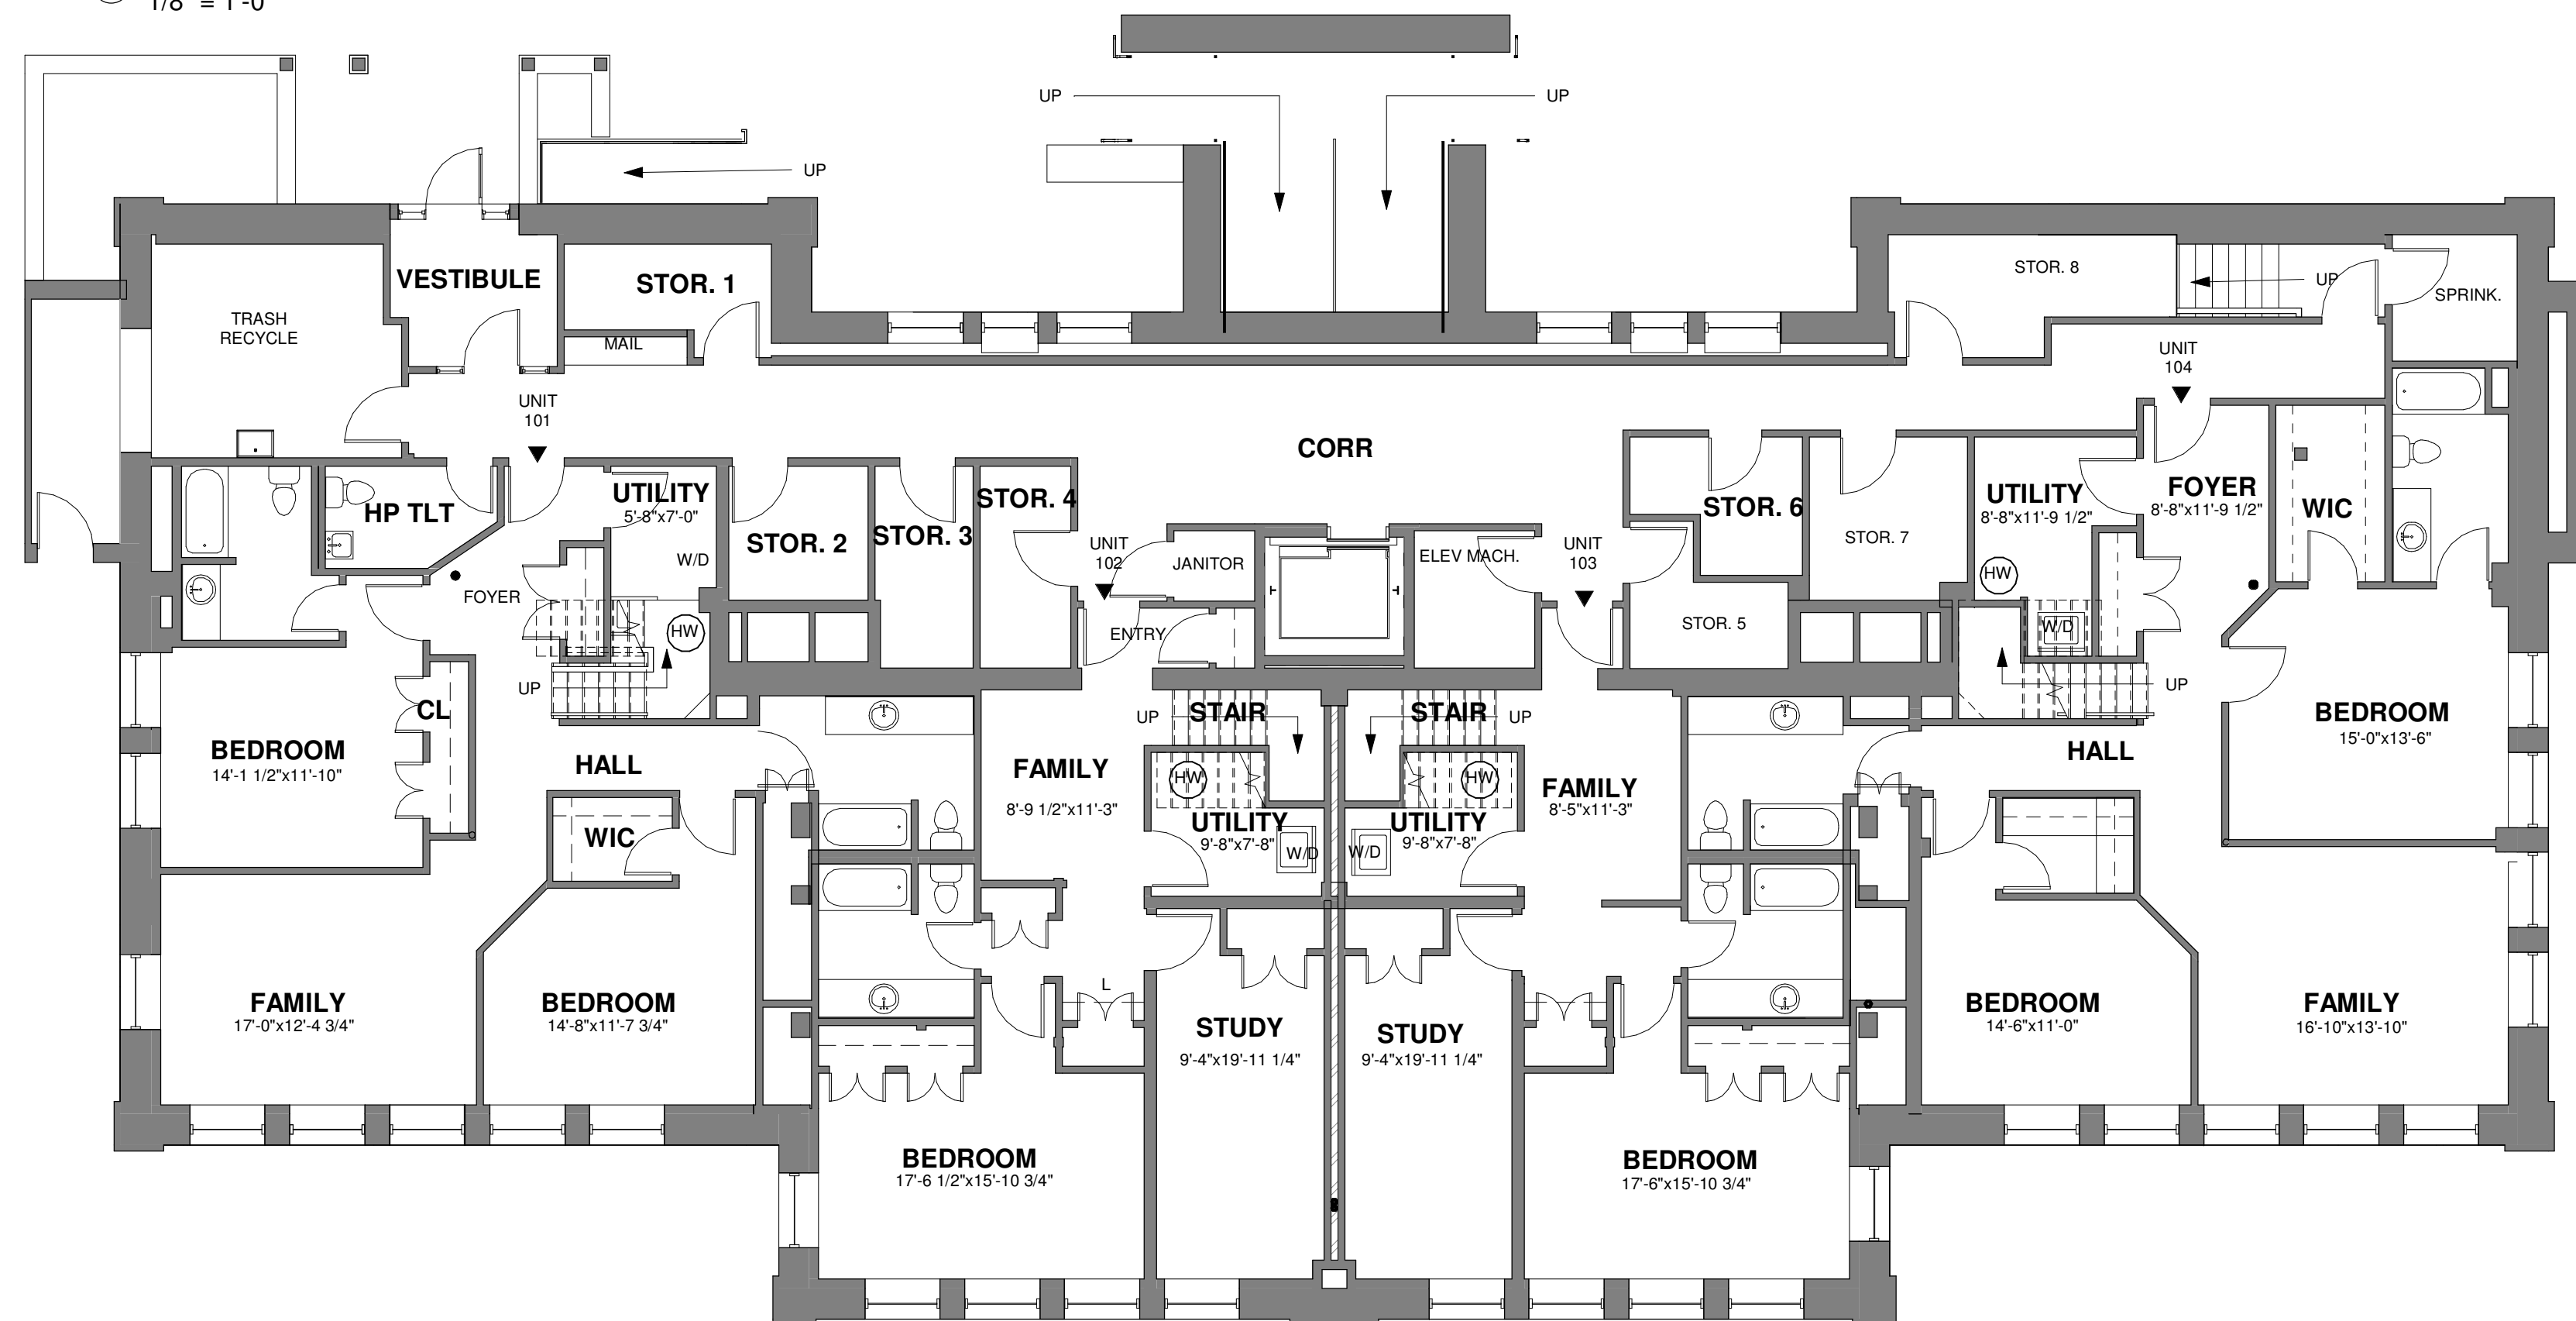 1/8" = 1'-0"
UP
UP
UP
VESTIBULE
STOR. 1
STOR. 8
UP
SPRINK.
TRASH
RECYCLE
MAIL
UNIT
104
UNIT
101
CORR
UTILITY
5'-8"x7'-0"
HP TLT
STOR. 4
STOR. 3
STOR. 2
W/D
FOYER
HW
UP
UNIT
102
JANITOR
ENTRY
ELEV MACH.
UNIT
103
STOR. 6
STOR. 7
STOR. 5
UTILITY
8'-8"x11'-9 1/2"
HW
W/D
UP
FOYER
8'-8"x11'-9 1/2"
WIC
CL
BEDROOM
14'-1 1/2"x11'-10"
HALL
WIC
FAMILY
8'-9 1/2"x11'-3"
UP
STAIR
HW
UTILITY
9'-8"x7'-8"
W/D
STAIR
UP
HW
UTILITY
9'-8"x7'-8"
W/D
FAMILY
8'-5"x11'-3"
HALL
BEDROOM
15'-0"x13'-6"
FAMILY
17'-0"x12'-4 3/4"
BEDROOM
14'-8"x11'-7 3/4"
L
STUDY
9'-4"x19'-11 1/4"
STUDY
9'-4"x19'-11 1/4"
BEDROOM
14'-6"x11'-0"
FAMILY
16'-10"x13'-10"
BEDROOM
17'-6 1/2"x15'-10 3/4"
BEDROOM
17'-6"x15'-10 3/4"